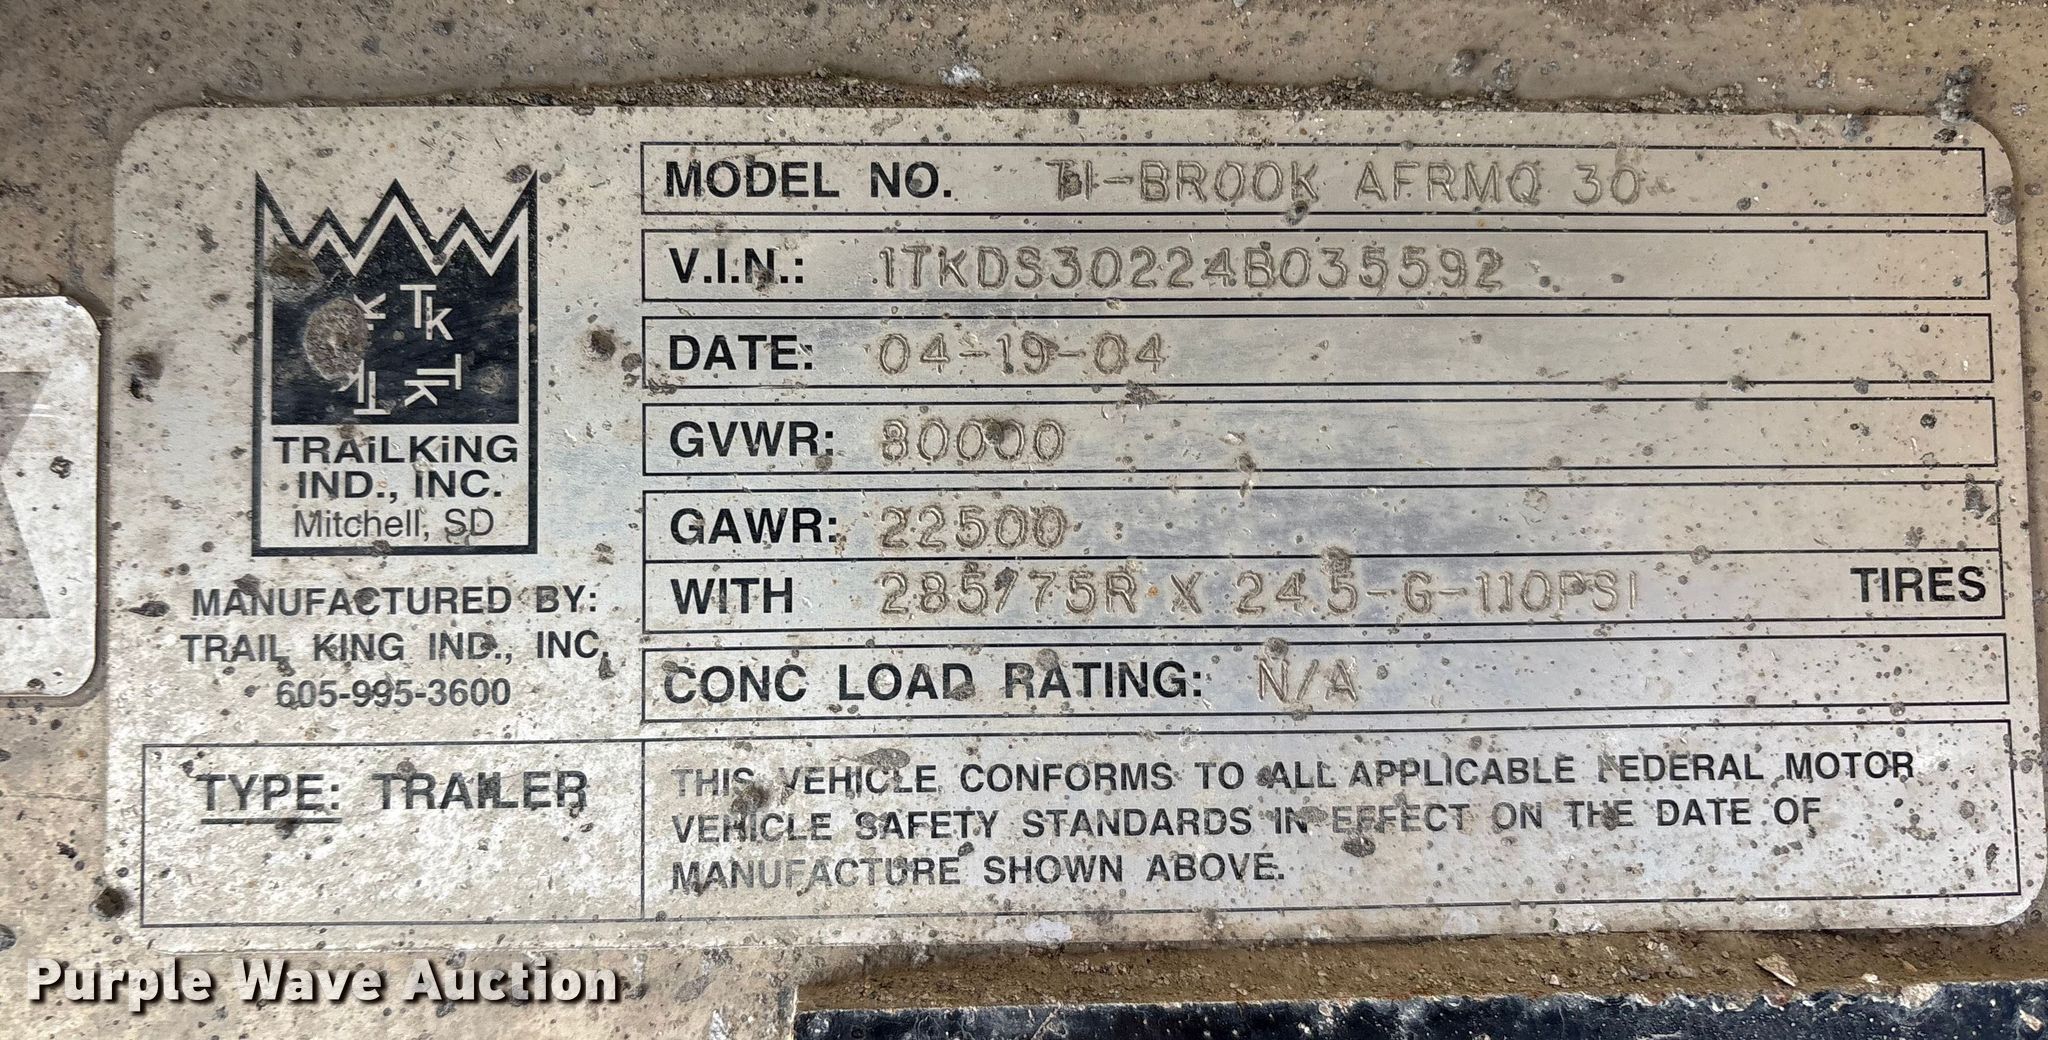 MODEL NO. TI-BROOK AFRMQ 30
V.I.N.: 1TKDS30224B035592
DATE: 04-19-04
GVWR: 80000
GAWR: 22500
WITH 285/75R X 24.5-G-110PSI TIRES
CONC LOAD RATING: N/A
TK
TK
TRAiLKiNG
IND., INC.
Mitchell, SD
MANUFACTURED BY:
TRAIL KING IND., INC.
605-995-3600
TYPE: TRAILER
THIS VEHICLE CONFORMS TO ALL APPLICABLE FEDERAL MOTOR
VEHICLE SAFETY STANDARDS IN EFFECT ON THE DATE OF
MANUFACTURE SHOWN ABOVE.
Purple Wave Auction